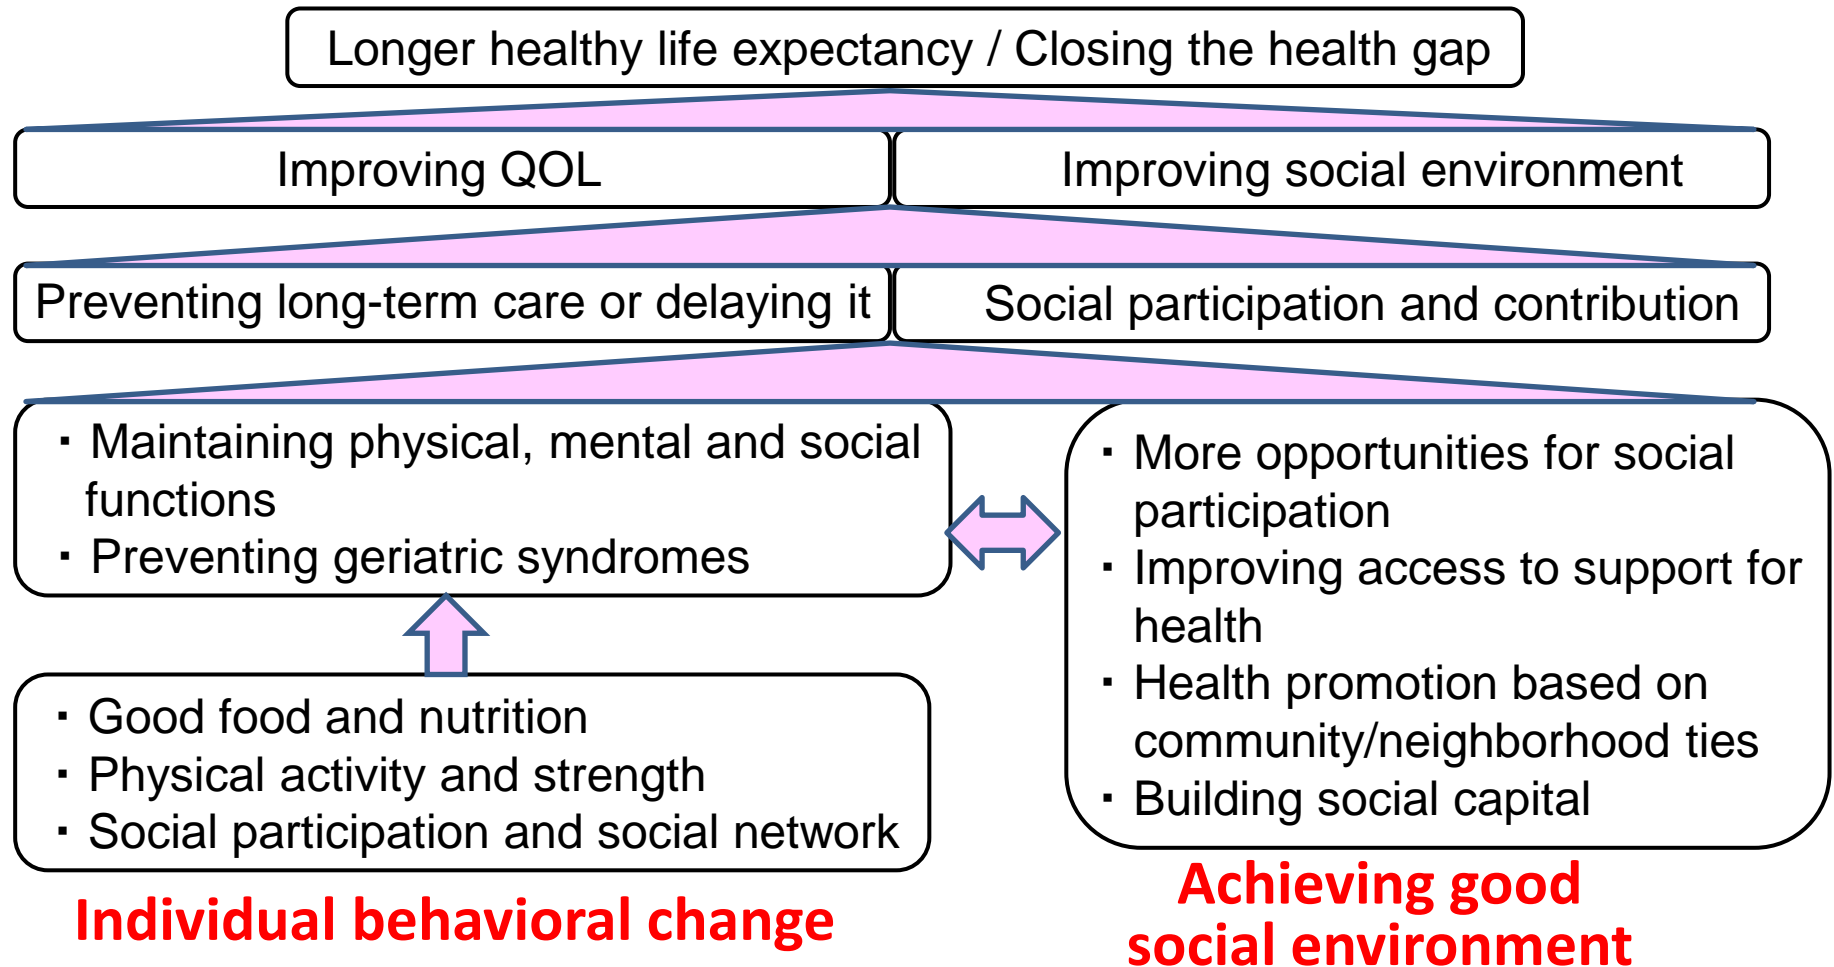 Longer healthy life expectancy / Closing the health gap
Improving QOL
Improving social environment
Preventing long-term care or delaying it
Social participation and contribution
・Maintaining physical, mental and social
functions
・Preventing geriatric syndromes
・More opportunities for social
participation
・Improving access to support for
health
・Health promotion based on
community/neighborhood ties
・Building social capital
・Good food and nutrition
・Physical activity and strength
・Social participation and social network
Individual behavioral change
Achieving good
social environment